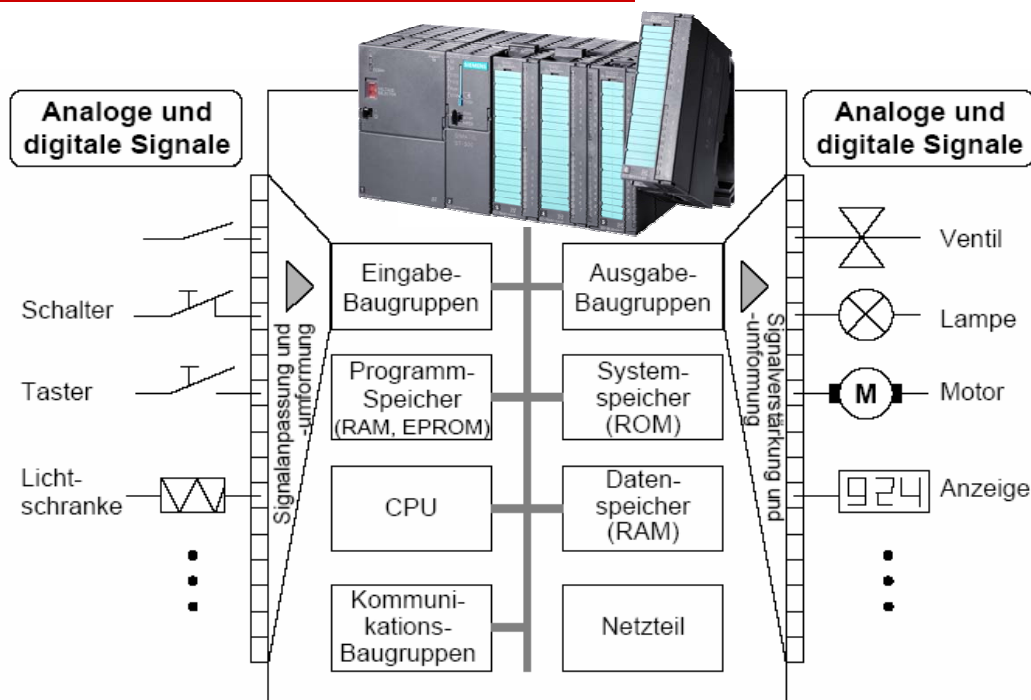 SIEMENS
Analoge und
digitale Signale
Schalter
Taster
Licht-
schranke
Signalanpassung und
-umformung
Eingabe-
Baugruppen
Programm-
Speicher
(RAM, EPROM)
CPU
Kommuni-
kations-
Baugruppen
Ausgabe-
Baugruppen
System-
speicher
(ROM)
Daten-
speicher
(RAM)
Netzteil
Signalverstärkung und
-umformung
Analoge und
digitale Signale
Ventil
Lampe
M
Motor
924
Anzeige